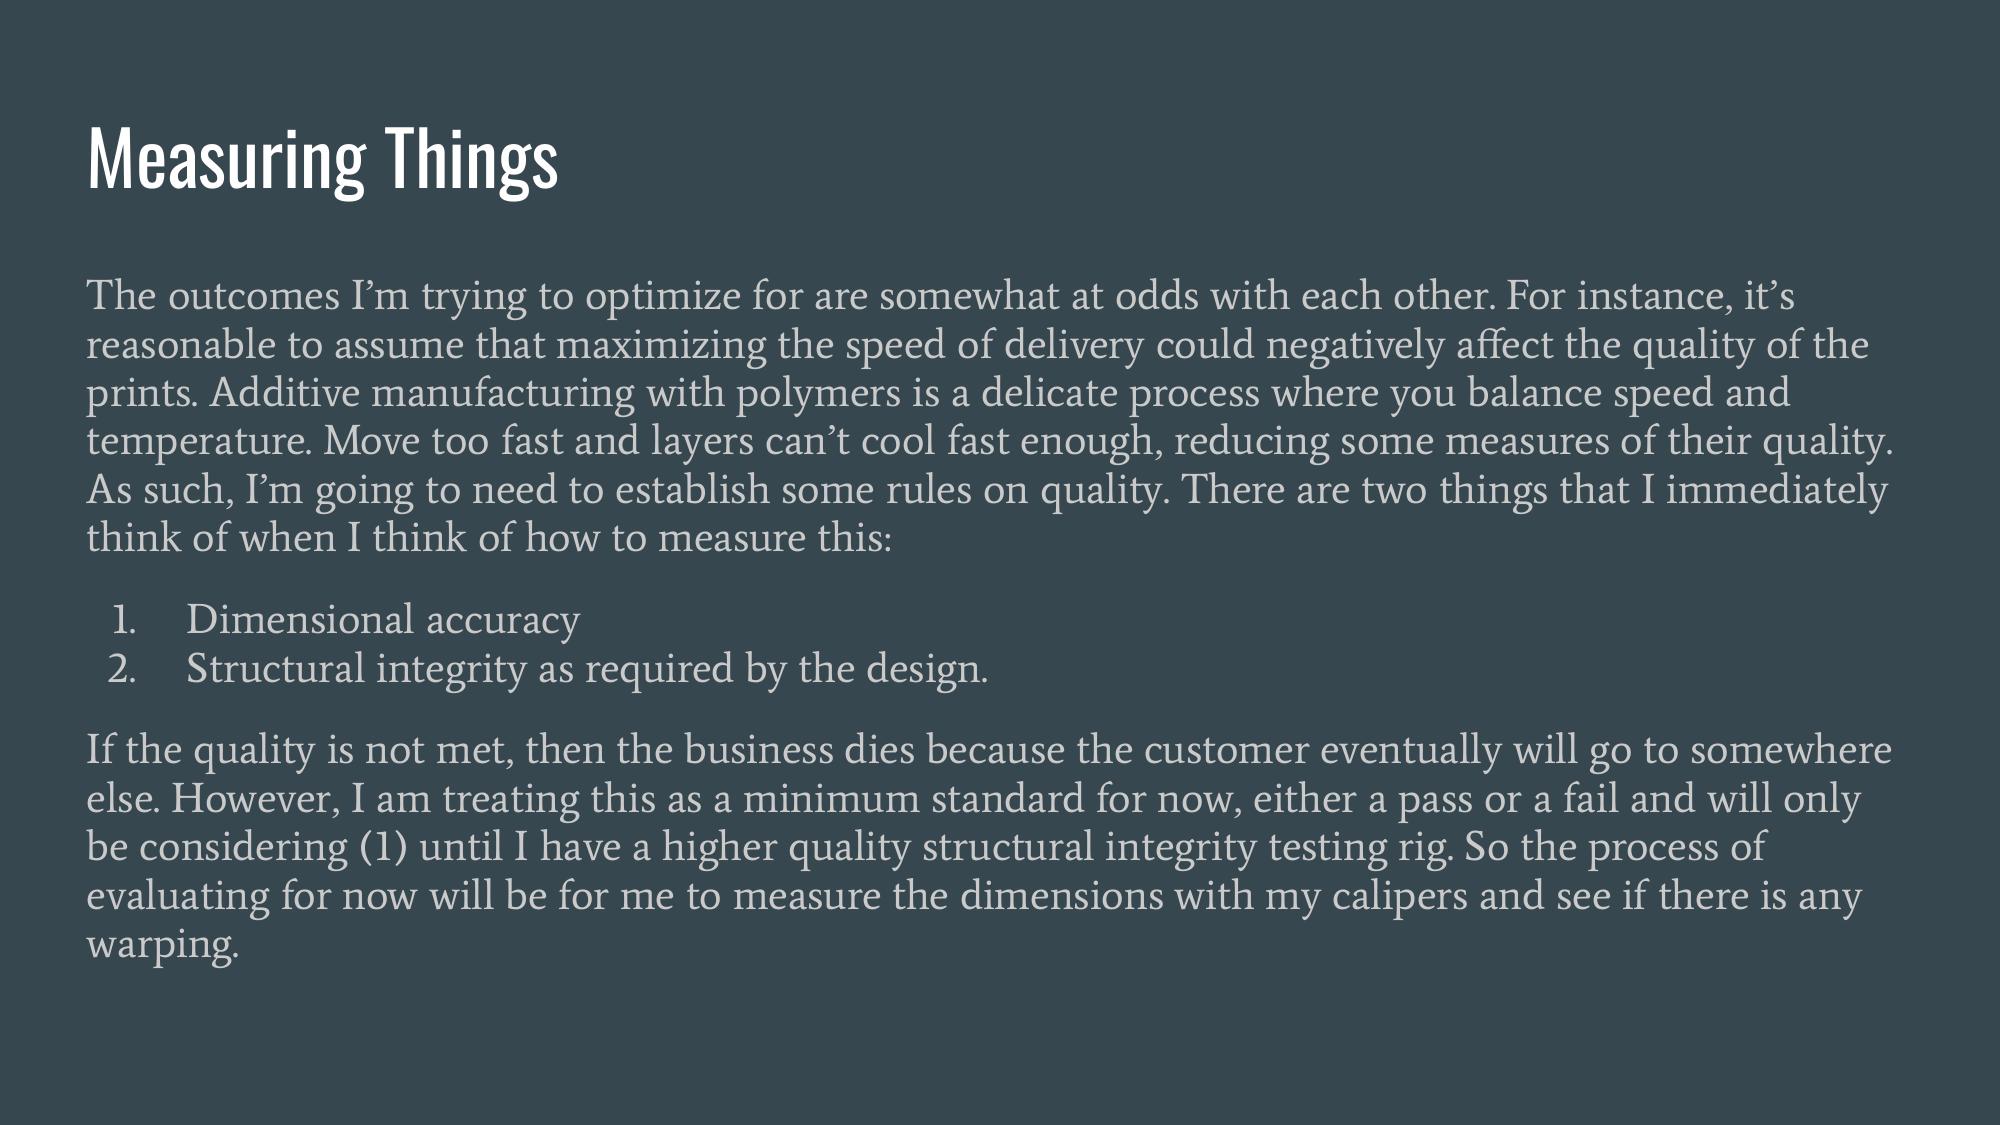 Measuring Things
The outcomes I’m trying to optimize for are somewhat at odds with each other. For instance, it’s
reasonable to assume that maximizing the speed of delivery could negatively affect the quality of the
prints. Additive manufacturing with polymers is a delicate process where you balance speed and
temperature. Move too fast and layers can’t cool fast enough, reducing some measures of their quality.
As such, I’m going to need to establish some rules on quality. There are two things that I immediately
think of when I think of how to measure this:
1. Dimensional accuracy
2. Structural integrity as required by the design.
If the quality is not met, then the business dies because the customer eventually will go to somewhere
else. However, I am treating this as a minimum standard for now, either a pass or a fail and will only
be considering (1) until I have a higher quality structural integrity testing rig. So the process of
evaluating for now will be for me to measure the dimensions with my calipers and see if there is any
warping.